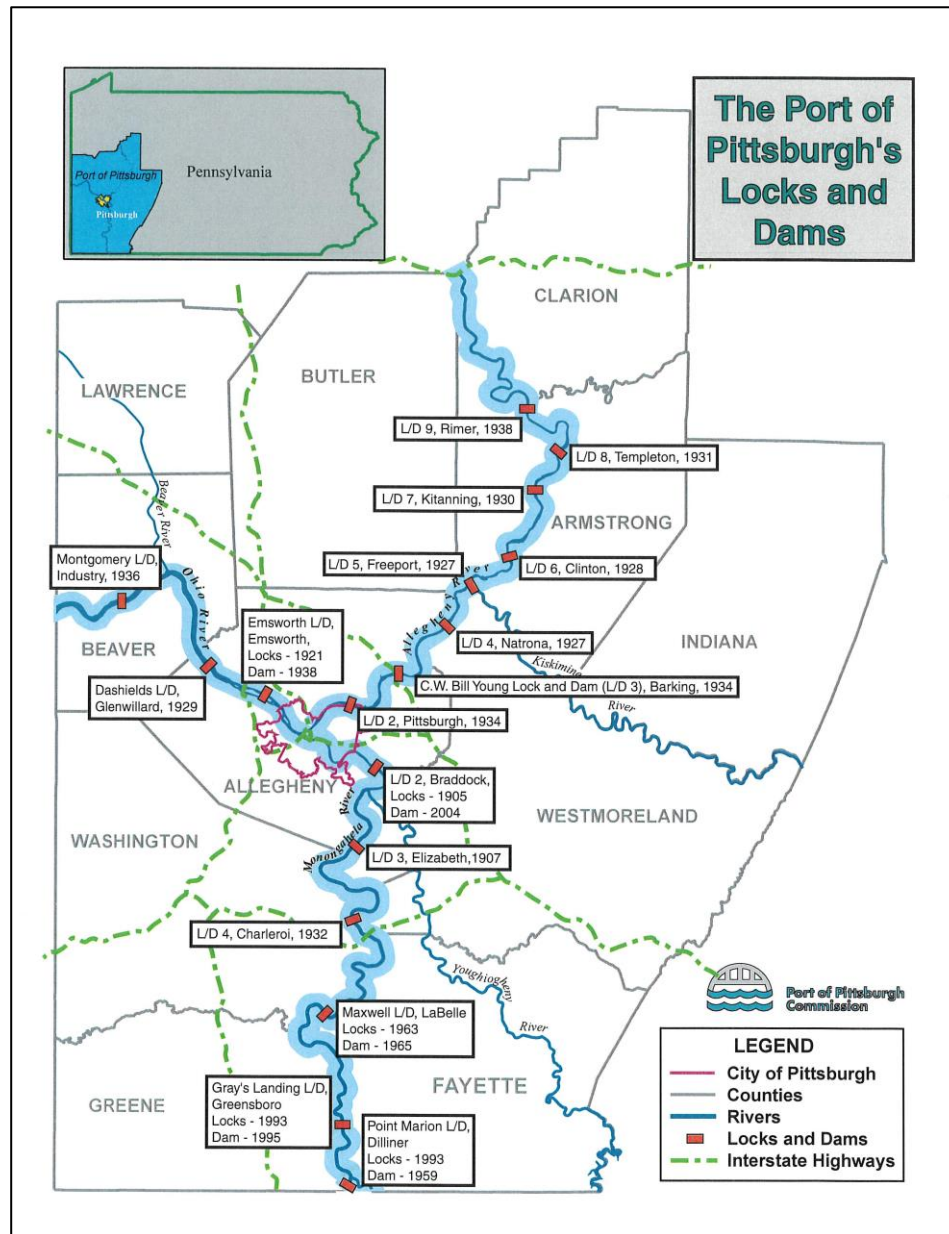 The Port of
Pittsburgh's
Locks and
Dams
Port of Pittsburgh
Pittsburgh
Pennsylvania
CLARION
BUTLER
LAWRENCE
L/D 9, Rimer, 1938
L/D 8, Templeton, 1931
L/D 7, Kitanning, 1930
ARMSTRONG
Beaver River
L/D 5, Freeport, 1927
L/D 6, Clinton, 1928
Montgomery L/D,
Industry, 1936
Ohio River
Allegheny River
Emsworth L/D,
Emsworth,
Locks - 1921
Dam - 1938
L/D 4, Natrona, 1927
INDIANA
BEAVER
Kiskimine
River
C.W. Bill Young Lock and Dam (L/D 3), Barking, 1934
Dashields L/D,
Glenwillard, 1929
L/D 2, Pittsburgh, 1934
ALLEGHENY
L/D 2, Braddock,
Locks - 1905
Dam - 2004
WESTMORELAND
WASHINGTON
Monongahela River
L/D 3, Elizabeth,1907
L/D 4, Charleroi, 1932
Youghiogheny
River
Port of Pittsburgh
Commission
Maxwell L/D, LaBelle
Locks - 1963
Dam - 1965
FAYETTE
GREENE
Gray's Landing L/D,
Greensboro
Locks - 1993
Dam - 1995
Point Marion L/D,
Dilliner
Locks - 1993
Dam - 1959
LEGEND
City of Pittsburgh
Counties
Rivers
Locks and Dams
Interstate Highways